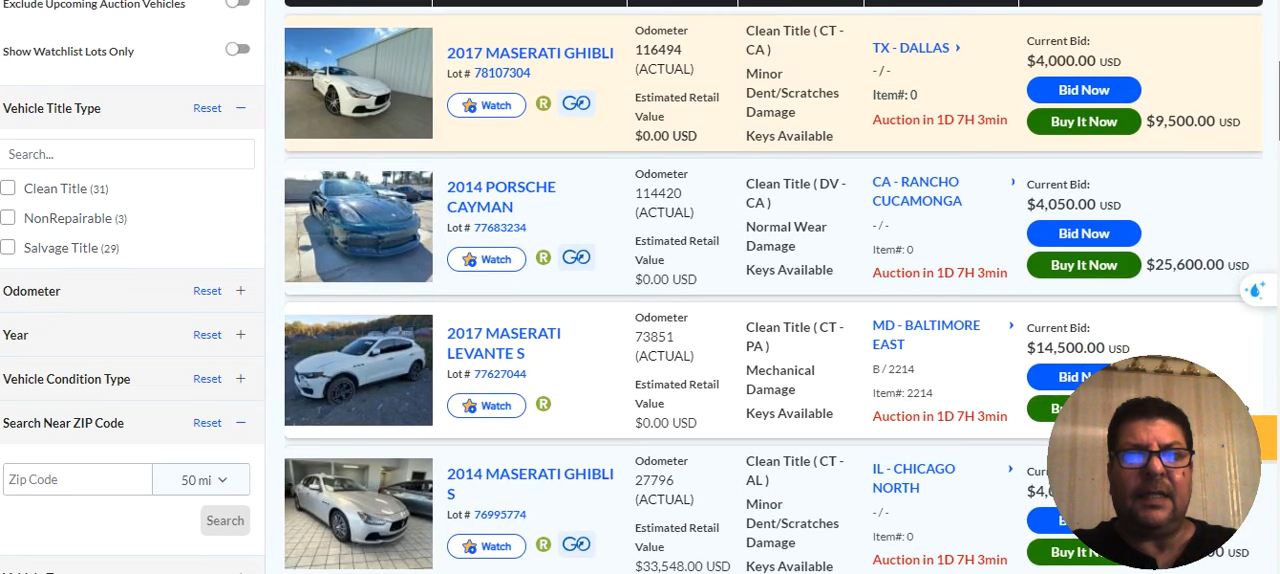 Exclude Upcoming Auction Vehicles
Show Watchlist Lots Only
Vehicle Title Type Reset
Search...
Clean Title (31)
NonRepairable (3)
Salvage Title (29)
Odometer Reset +
Year Reset +
Vehicle Condition Type Reset +
Search Near ZIP Code Reset
Zip Code 50 mi
Search
2017 MASERATI GHIBLI
Lot # 78107304
Watch R GO
Odometer
116494
(ACTUAL)
Estimated Retail
Value
$0.00 USD
Clean Title ( CT -
CA )
Minor
Dent/Scratches
Damage
Keys Available
TX - DALLAS
- / -
Item#: 0
Auction in 1D 7H 3min
Current Bid:
$4,000.00 USD
Bid Now
Buy It Now $9,500.00 USD
2014 PORSCHE
CAYMAN
Lot # 77683234
Watch R GO
Odometer
114420
(ACTUAL)
Estimated Retail
Value
$0.00 USD
Clean Title ( DV -
CA )
Normal Wear
Damage
Keys Available
CA - RANCHO
CUCAMONGA
- / -
Item#: 0
Auction in 1D 7H 3min
Current Bid:
$4,050.00 USD
Bid Now
Buy It Now $25,600.00 USD
2017 MASERATI
LEVANTE S
Lot # 77627044
Watch R
Odometer
73851
(ACTUAL)
Estimated Retail
Value
$0.00 USD
Clean Title ( CT -
PA )
Mechanical
Damage
Keys Available
MD - BALTIMORE
EAST
B / 2214
Item#: 2214
Auction in 1D 7H 3min
Current Bid:
$14,500.00 USD
Bid
2014 MASERATI GHIBLI
S
Lot # 76995774
Watch R GO
Odometer
27796
(ACTUAL)
Estimated Retail
Value
$33,548.00 USD
Clean Title ( CT -
AL )
Minor
Dent/Scratches
Damage
Keys Available
IL - CHICAGO
NORTH
- / -
Item#: 0
Auction in 1D 7H 3min
Buy It
USD